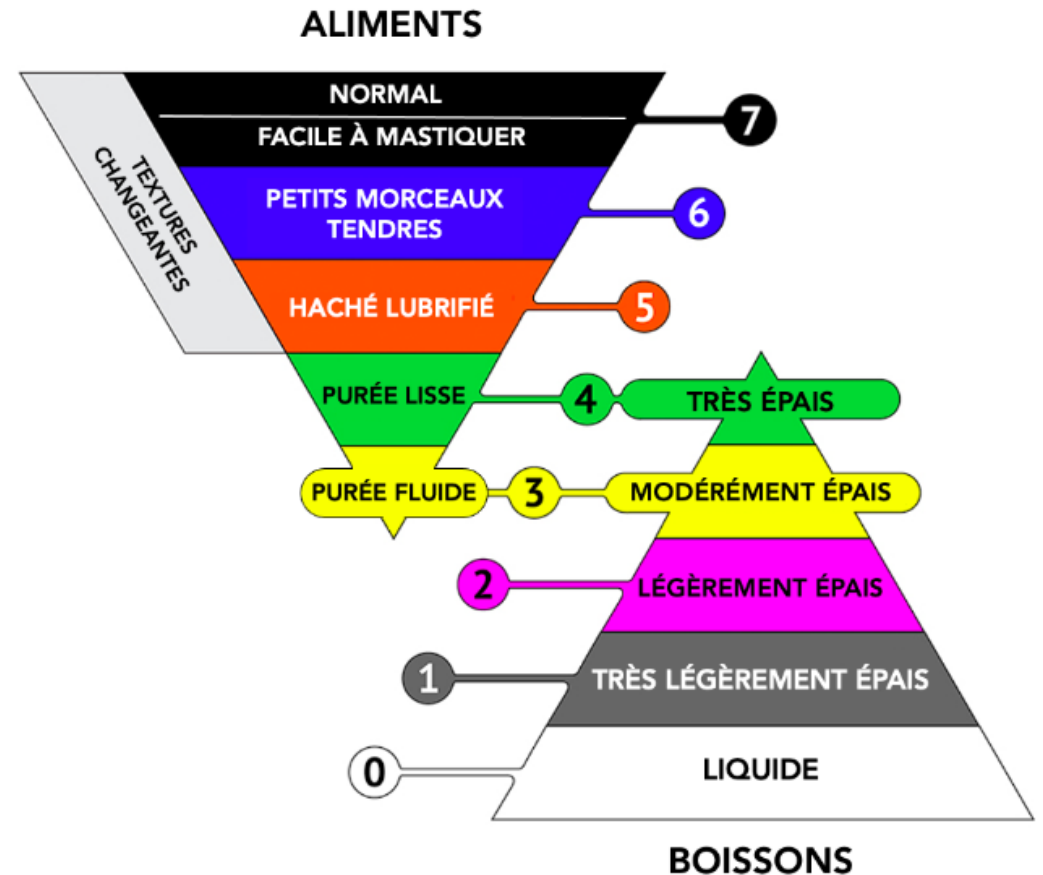 ALIMENTS
NORMAL
FACILE À MASTIQUER
7
TEXTURES
CHANGEANTES
PETITS MORCEAUX
TENDRES
6
HACHÉ LUBRIFIÉ
5
PURÉE LISSE
4
TRÈS ÉPAIS
PURÉE FLUIDE
3
MODÉRÉMENT ÉPAIS
2
LÉGÈREMENT ÉPAIS
1
TRÈS LÉGÈREMENT ÉPAIS
0
LIQUIDE
BOISSONS